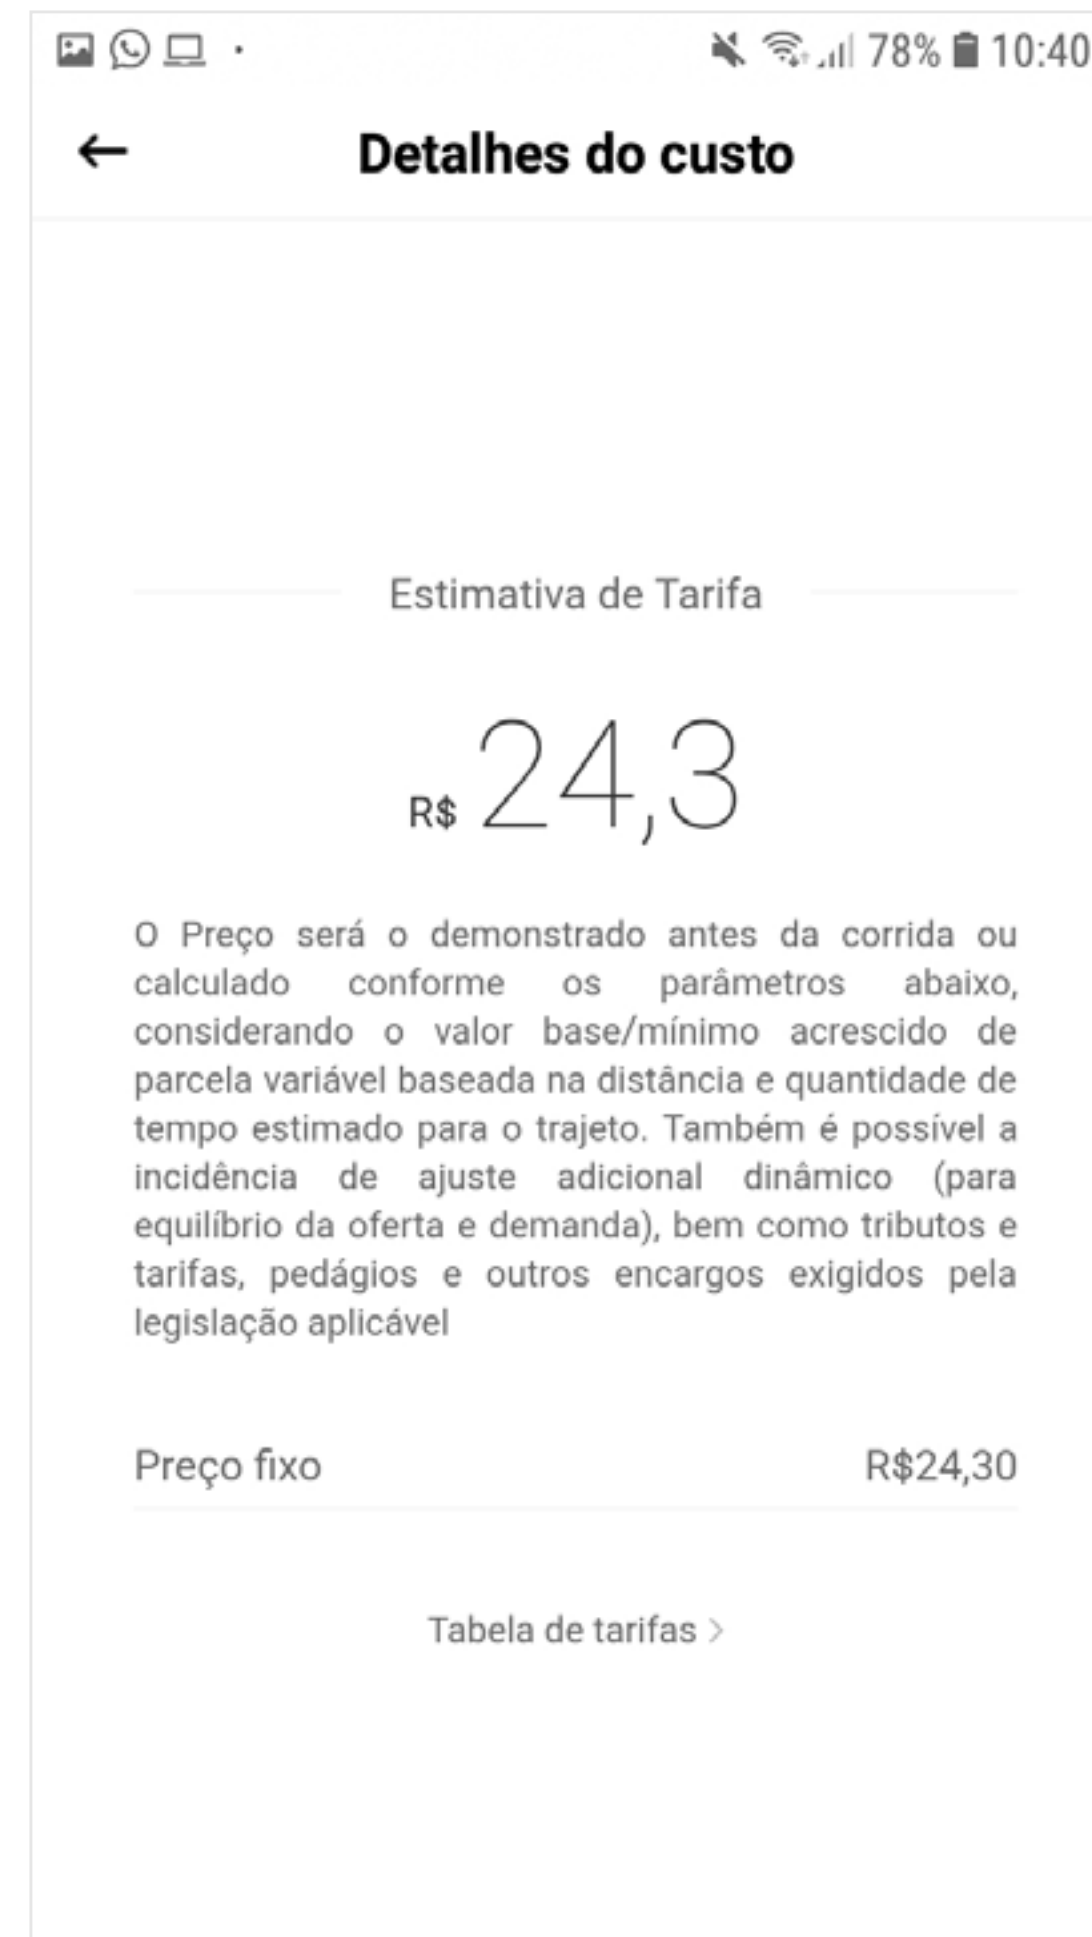 78% 10:40
Detalhes do custo
Estimativa de Tarifa
R$ 24,3
O Preço será o demonstrado antes da corrida ou
calculado conforme os parâmetros abaixo,
considerando o valor base/mínimo acrescido de
parcela variável baseada na distância e quantidade de
tempo estimado para o trajeto. Também é possível a
incidência de ajuste adicional dinâmico (para
equilíbrio da oferta e demanda), bem como tributos e
tarifas, pedágios e outros encargos exigidos pela
legislação aplicável
Preço fixo R$24,30
Tabela de tarifas >